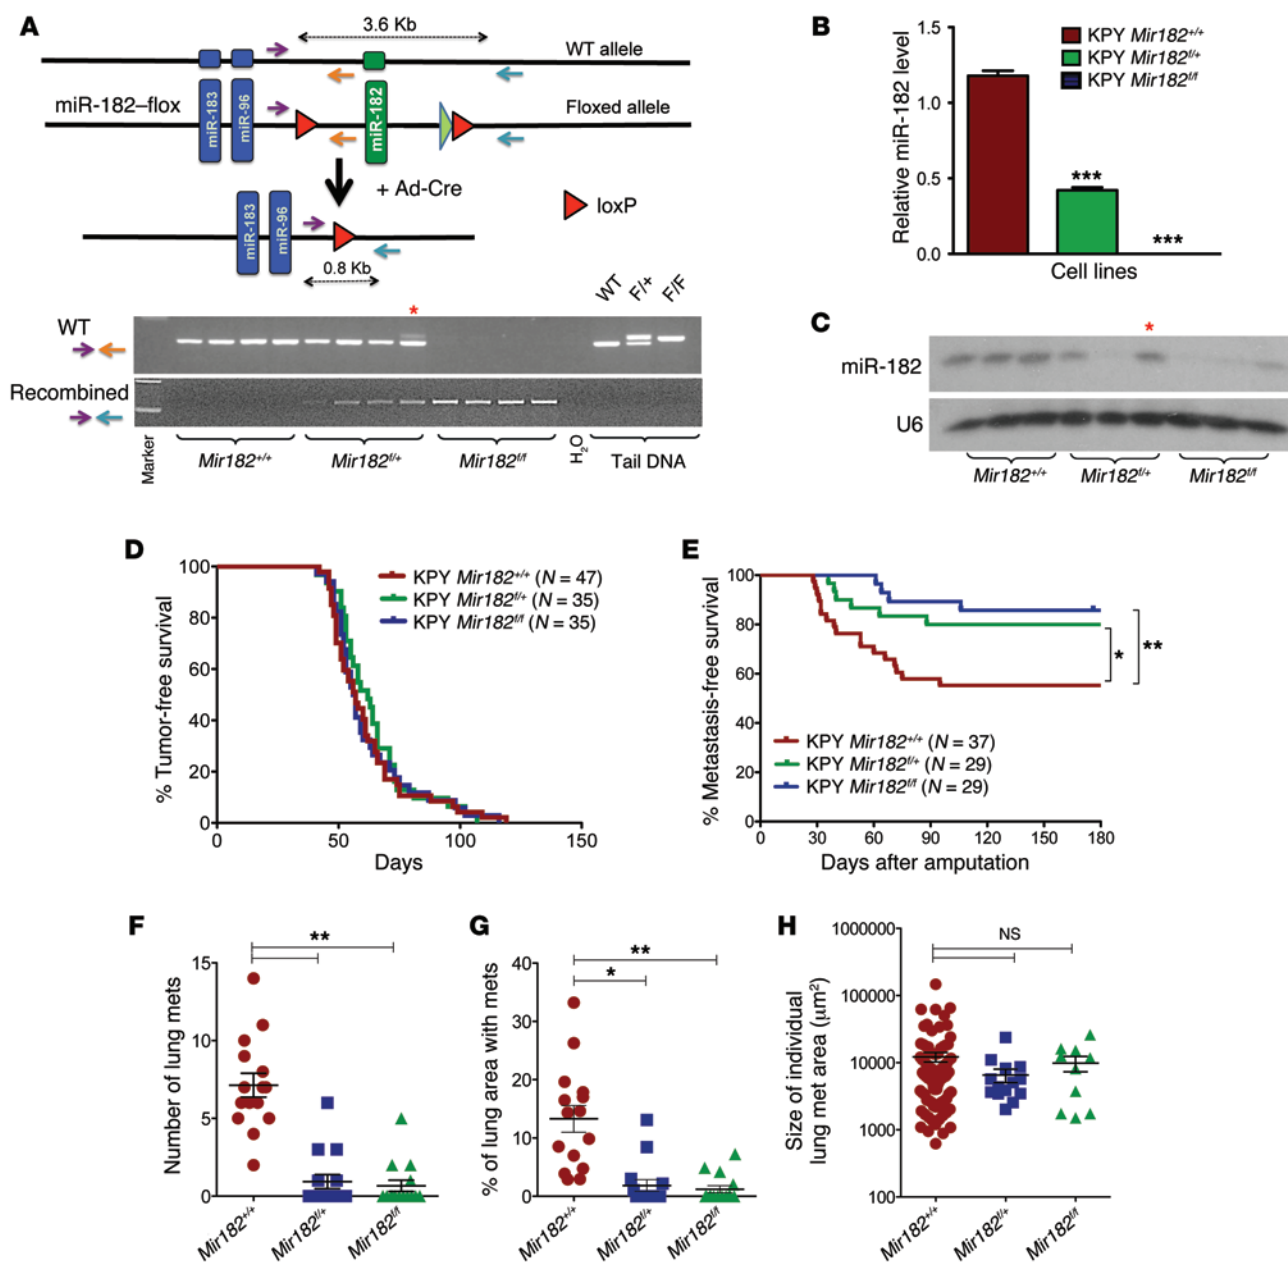 A
3.6 Kb
WT allele
miR-182–flox
miR-183
miR-96
miR-182
Floxed allele
+ Ad-Cre
loxP
miR-183
miR-96
0.8 Kb
WT F/+ F/F
*
WT
Recombined
Marker
Mir182+/+
Mir182f/+
Mir182f/f
H2O
Tail DNA
B
Relative miR-182 level
1.5
1.0
0.5
0.0
KPY Mir182+/+
KPY Mir182f/+
KPY Mir182f/f
***
***
Cell lines
C
*
miR-182
U6
Mir182+/+
Mir182f/+
Mir182f/f
D
% Tumor-free survival
100
80
60
40
20
0
KPY Mir182+/+ (N = 47)
KPY Mir182f/+ (N = 35)
KPY Mir182f/f (N = 35)
0 50 100 150
Days
E
% Metastasis-free survival
100
80
60
40
20
0
*
**
KPY Mir182+/+ (N = 37)
KPY Mir182f/+ (N = 29)
KPY Mir182f/f (N = 29)
0 30 60 90 120 150 180
Days after amputation
F
Number of lung mets
**
15
10
5
0
Mir182+/+
Mir182f/+
Mir182f/f
G
% of lung area with mets
**
*
40
30
20
10
0
Mir182+/+
Mir182f/+
Mir182f/f
H
Size of individual
lung met area (μm2)
NS
1000000
100000
10000
1000
100
Mir182+/+
Mir182f/+
Mir182f/f